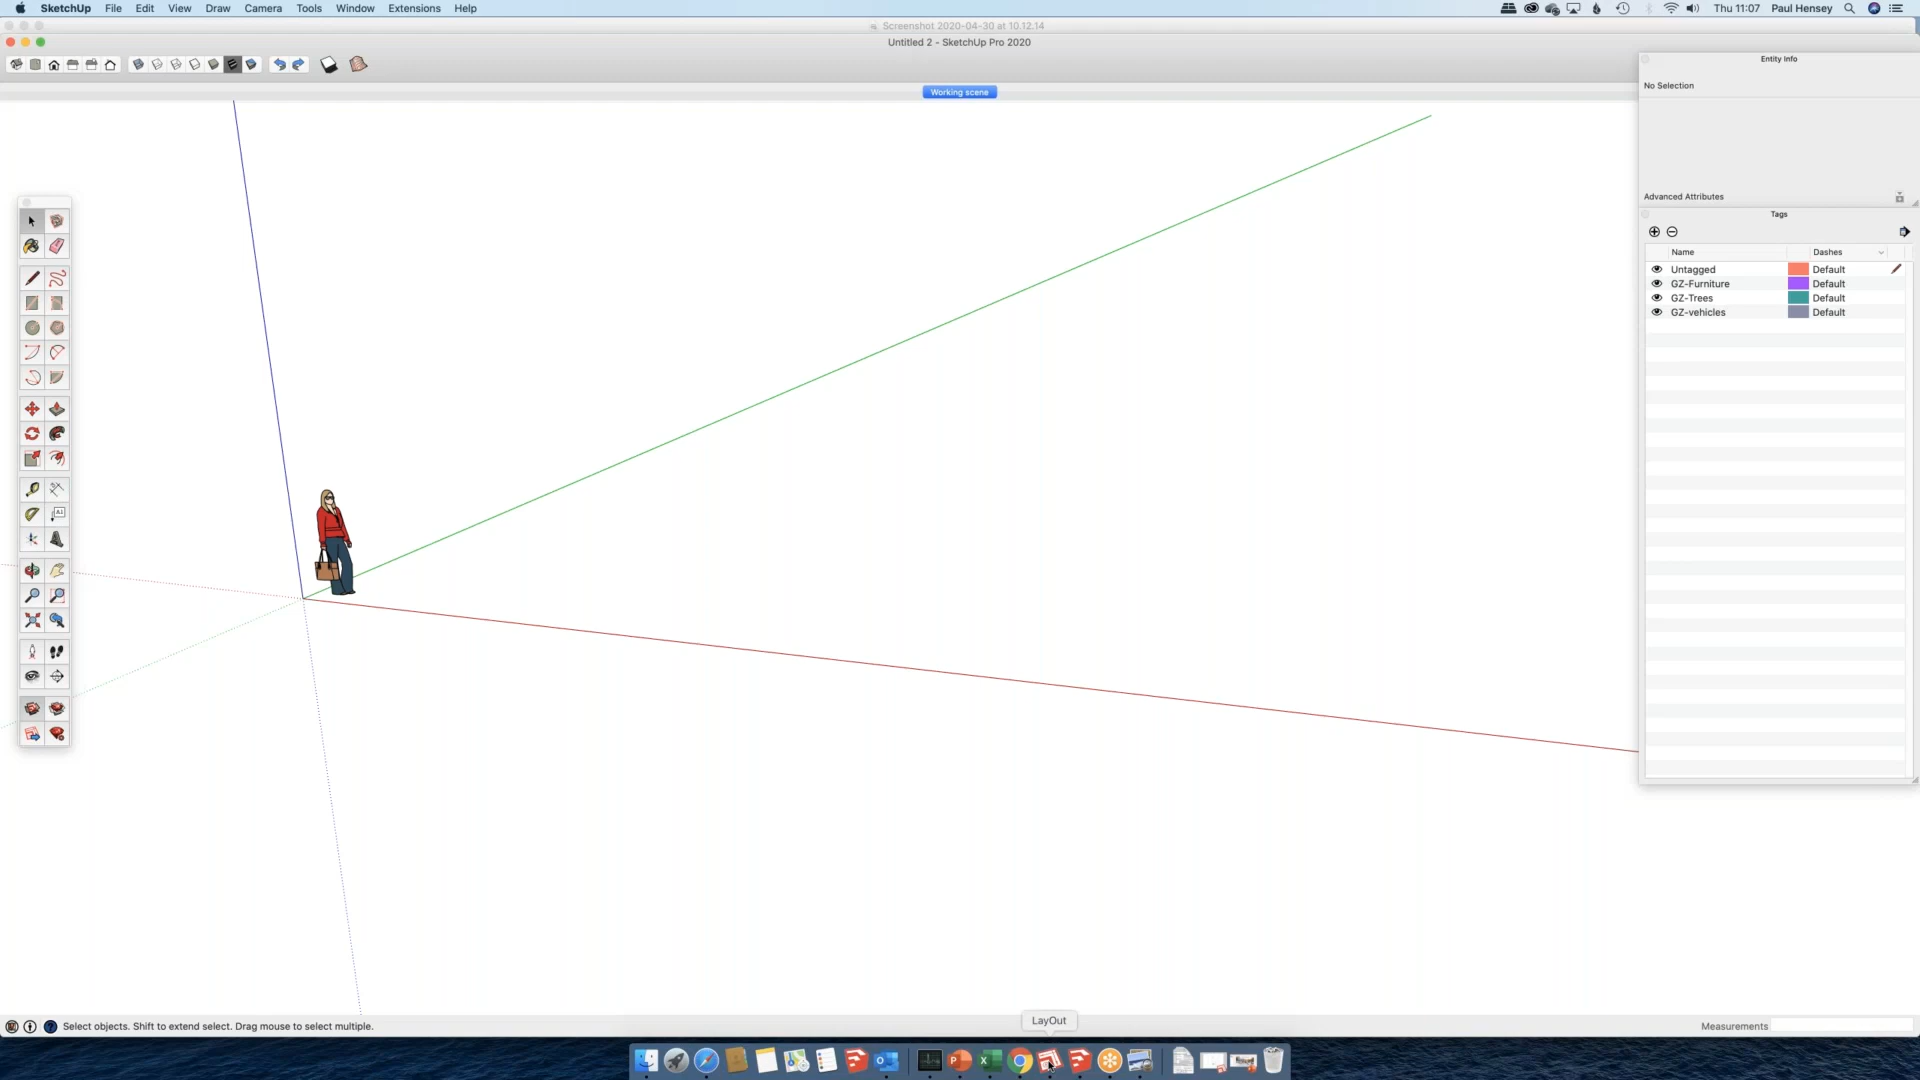 SketchUp File Edit View Draw Camera Tools Window Extensions Help Thu 11:07 Paul Hensey
Screenshot 2020-04-30 at 10.12.14
Untitled 2 - SketchUp Pro 2020
Entity Info
No Selection
Working scene
Advanced Attributes
Tags
Name Dashes
Untagged Default
GZ-Furniture Default
GZ-Trees Default
GZ-vehicles Default
LayOut
Select objects. Shift to extend select. Drag mouse to select multiple.
Measurements